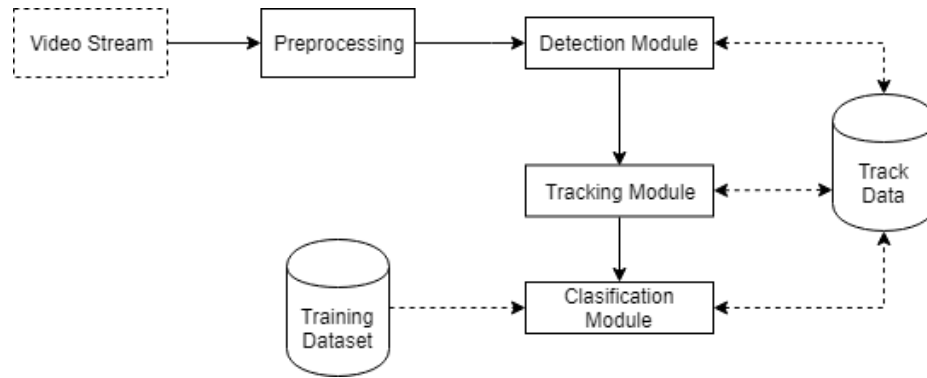 Video Stream
Preprocessing
Detection Module
Track
Data
Tracking Module
Clasification
Module
Training
Dataset